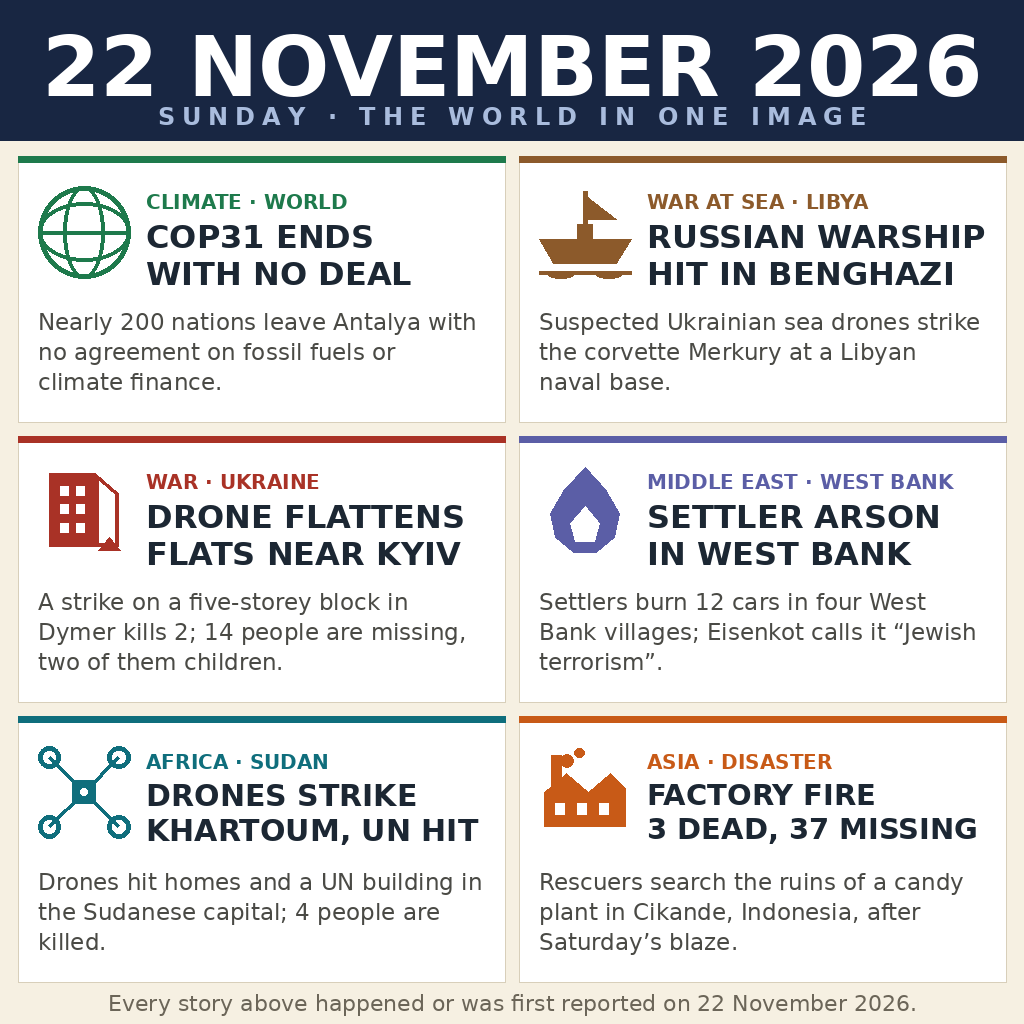 22 NOVEMBER 2026
SUNDAY · THE WORLD IN ONE IMAGE
CLIMATE · WORLD
COP31 ENDS
WITH NO DEAL
Nearly 200 nations leave Antalya with
no agreement on fossil fuels or
climate finance.
WAR AT SEA · LIBYA
RUSSIAN WARSHIP
HIT IN BENGHAZI
Suspected Ukrainian sea drones strike
the corvette Merkury at a Libyan
naval base.
WAR · UKRAINE
DRONE FLATTENS
FLATS NEAR KYIV
A strike on a five-storey block in
Dymer kills 2; 14 people are missing,
two of them children.
MIDDLE EAST · WEST BANK
SETTLER ARSON
IN WEST BANK
Settlers burn 12 cars in four West
Bank villages; Eisenkot calls it “Jewish
terrorism”.
AFRICA · SUDAN
DRONES STRIKE
KHARTOUM, UN HIT
Drones hit homes and a UN building in
the Sudanese capital; 4 people are
killed.
ASIA · DISASTER
FACTORY FIRE
3 DEAD, 37 MISSING
Rescuers search the ruins of a candy
plant in Cikande, Indonesia, after
Saturday’s blaze.
Every story above happened or was first reported on 22 November 2026.